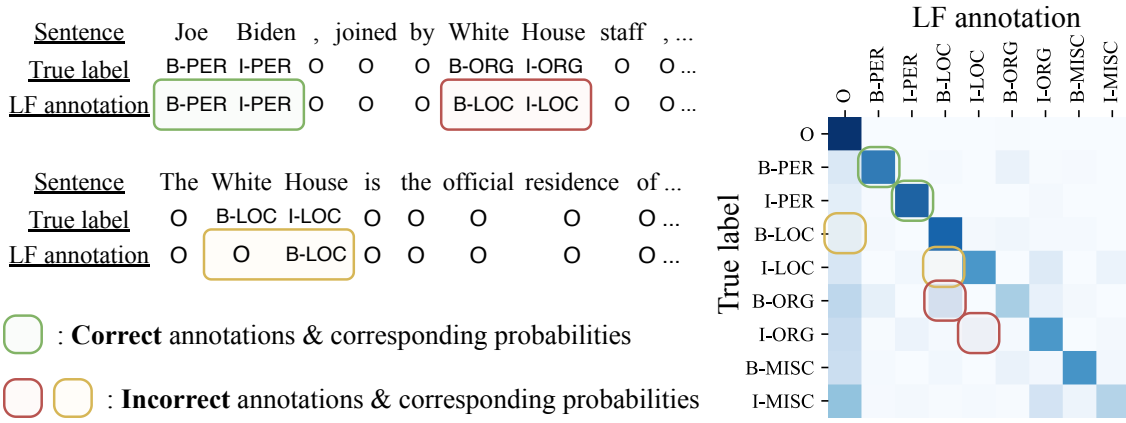 Sentence Joe Biden , joined by White House staff , ...
True label B-PER I-PER O O O B-ORG I-ORG O O ...
LF annotation B-PER I-PER O O O B-LOC I-LOC O O ...
Sentence The White House is the official residence of ...
True label O B-LOC I-LOC O O O O O ...
LF annotation O O B-LOC O O O O O ...
: Correct annotations & corresponding probabilities
: Incorrect annotations & corresponding probabilities
LF annotation
O B-PER I-PER B-LOC I-LOC B-ORG I-ORG B-MISC I-MISC
True label
O
B-PER
I-PER
B-LOC
I-LOC
B-ORG
I-ORG
B-MISC
I-MISC